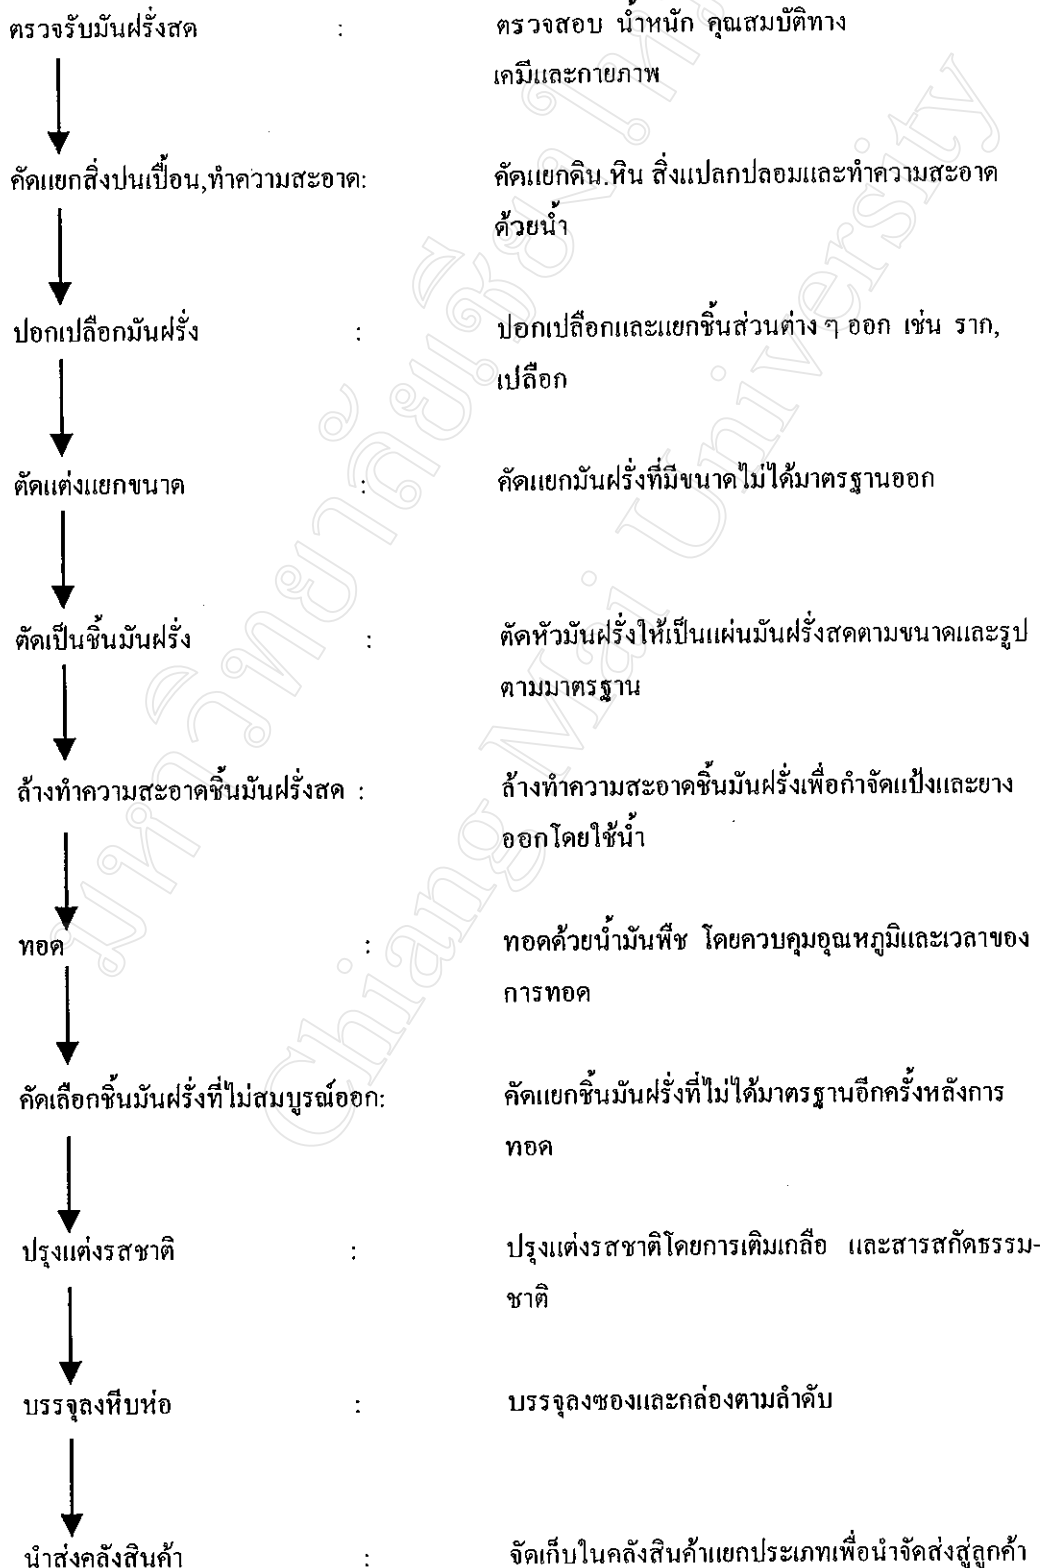 ตรวจรับมันฝรั่งสด : ตรวจสอบ น้ำหนัก คุณสมบัติทาง
เคมีและกายภาพ
คัดแยกสิ่งปนเปื้อน,ทำความสะอาด: คัดแยกดิน.หิน สิ่งแปลกปลอมและทำความสะอาด
ด้วยน้ำ
ปอกเปลือกมันฝรั่ง : ปอกเปลือกและแยกชิ้นส่วนต่าง ๆ ออก เช่น ราก,
เปลือก
ตัดแต่งแยกขนาด : คัดแยกมันฝรั่งที่มีขนาดไม่ได้มาตรฐานออก
ตัดเป็นชิ้นมันฝรั่ง : ตัดหัวมันฝรั่งให้เป็นแผ่นมันฝรั่งสดตามขนาดและรูป
ตามมาตรฐาน
ล้างทำความสะอาดชิ้นมันฝรั่งสด : ล้างทำความสะอาดชิ้นมันฝรั่งเพื่อกำจัดแป้งและยาง
ออกโดยใช้น้ำ
ทอด : ทอดด้วยน้ำมันพืช โดยควบคุมอุณหภูมิและเวลาของ
การทอด
คัดเลือกชิ้นมันฝรั่งที่ไม่สมบูรณ์ออก: คัดแยกชิ้นมันฝรั่งที่ไม่ได้มาตรฐานอีกครั้งหลังการ
ทอด
ปรุงแต่งรสชาติ : ปรุงแต่งรสชาติโดยการเติมเกลือ และสารสกัดธรรม-
ชาติ
บรรจุลงหีบห่อ : บรรจุลงซองและกล่องตามลำดับ
นำส่งคลังสินค้า : จัดเก็บในคลังสินค้าแยกประเภทเพื่อนำจัดส่งสู่ลูกค้า
มหาวิทยาลัยเชียงใหม่
Chiang Mai University